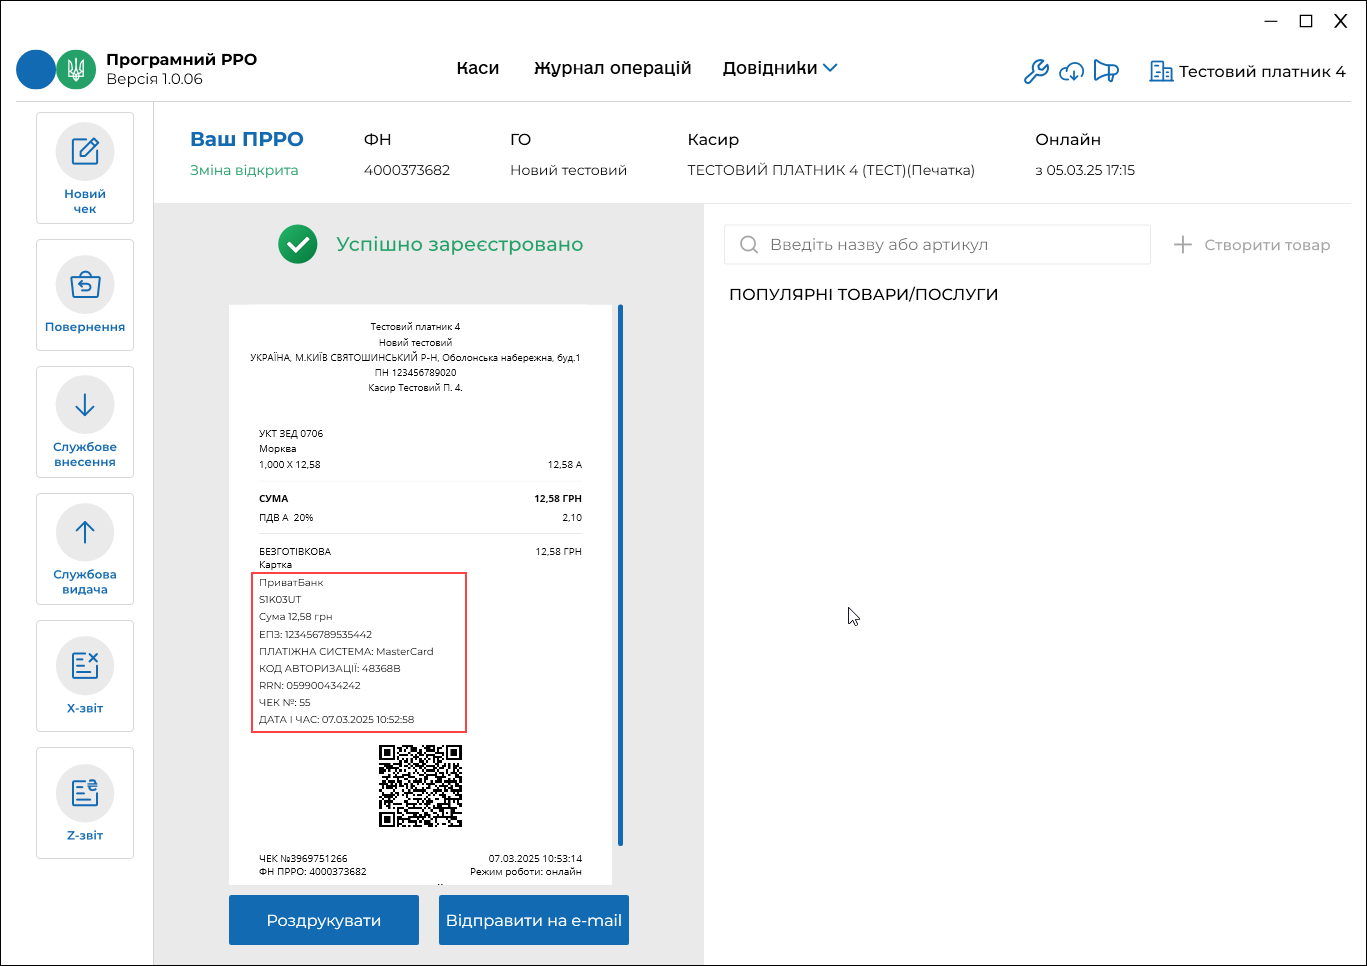 Програмний РРО
Версія 1.0.06
Каси
Журнал операцій
Довідники
Тестовий платник 4
Новий
чек
Повернення
Службове
внесення
Службова
видача
X-звіт
Z-звіт
Ваш ПРРО
Зміна відкрита
ФН
4000373682
ГО
Новий тестовий
Касир
ТЕСТОВИЙ ПЛАТНИК 4 (ТЕСТ)(Печатка)
Онлайн
з 05.03.25 17:15
Успішно зареєстровано
Тестовий платник 4
Новий тестовий
УКРАЇНА, М.КИЇВ СВЯТОШИНСЬКИЙ Р-Н, Оболонська набережна, буд.1
ПН 123456789020
Касир Тестовий П. 4.
УКТ ЗЕД 0706
Морква
1,000 X 12,58 12,58 А
СУМА 12,58 ГРН
ПДВ А 20% 2,10
БЕЗГОТІВКОВА 12,58 ГРН
Картка
ПриватБанк
S1K03UT
Сума 12,58 грн
ЕПЗ: 123456789535442
ПЛАТІЖНА СИСТЕМА: MasterCard
КОД АВТОРИЗАЦІЇ: 48368B
RRN: 059900434242
ЧЕК №: 55
ДАТА І ЧАС: 07.03.2025 10:52:58
ЧЕК №3969751266 07.03.2025 10:53:14
ФН ПРРО: 4000373682 Режим роботи: онлайн
Роздрукувати
Відправити на e-mail
Введіть назву або артикул
Створити товар
ПОПУЛЯРНІ ТОВАРИ/ПОСЛУГИ